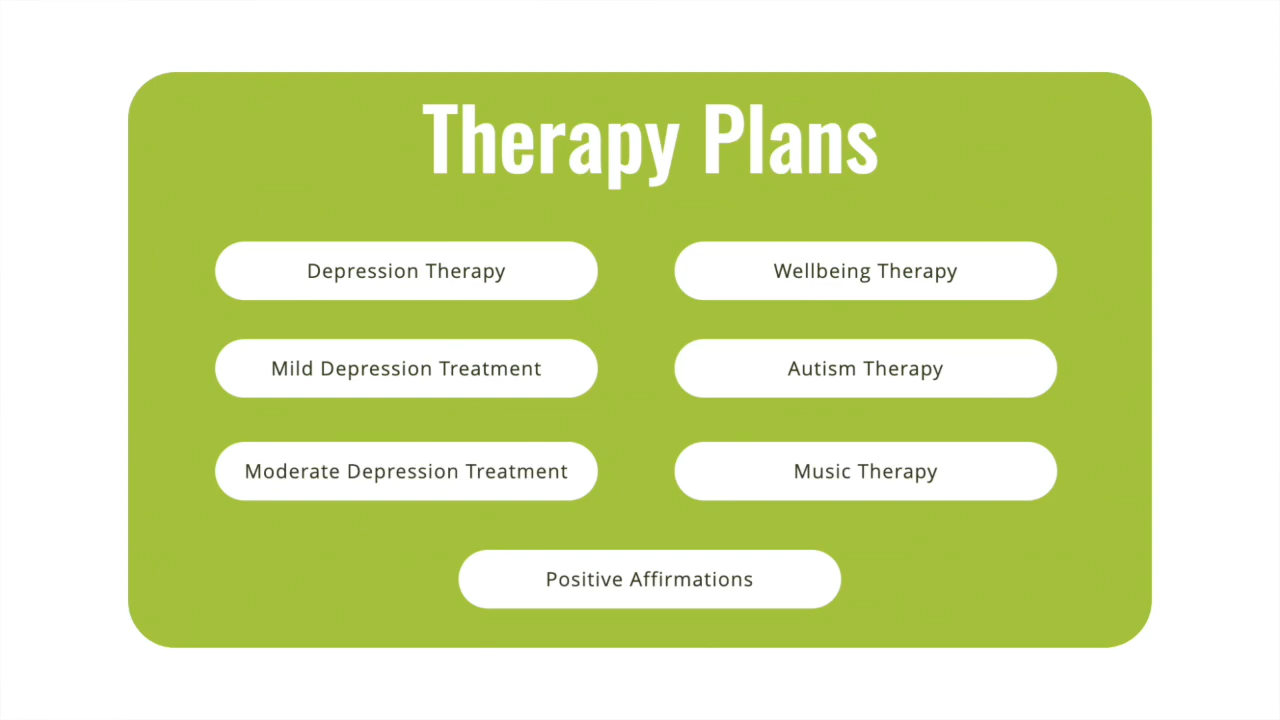 Therapy Plans
Depression Therapy
Wellbeing Therapy
Mild Depression Treatment
Autism Therapy
Moderate Depression Treatment
Music Therapy
Positive Affirmations